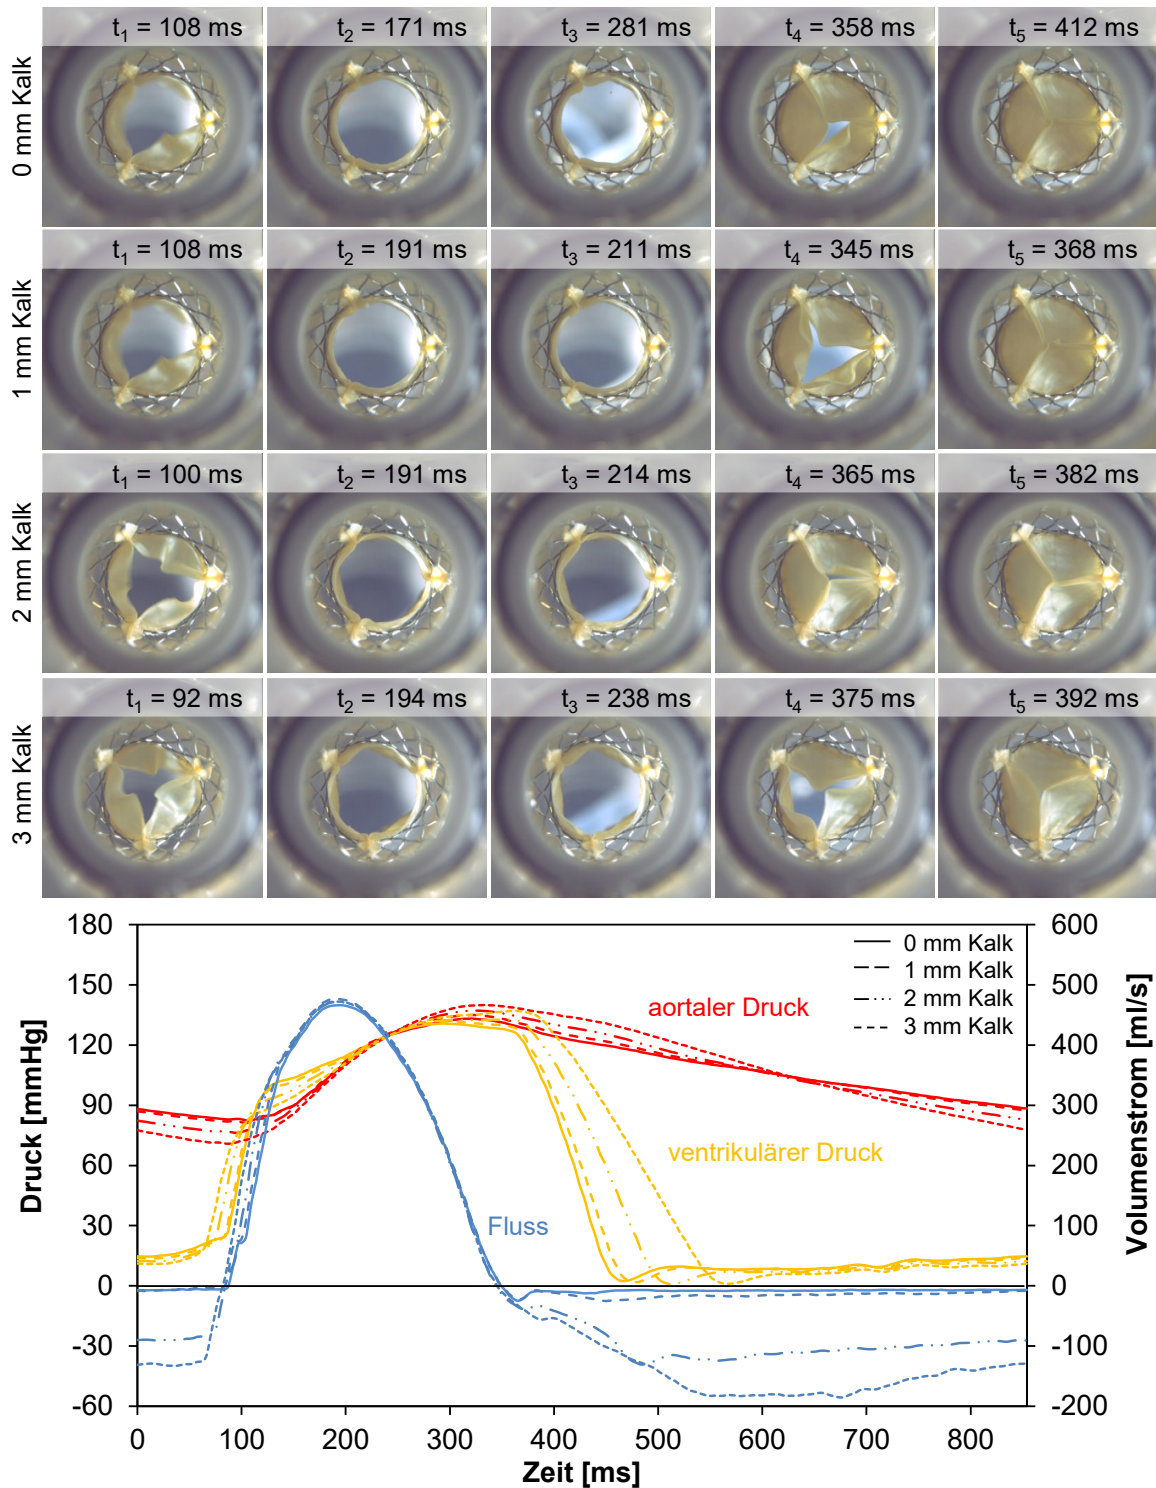 0 mm Kalk
t1 = 108 ms
t2 = 171 ms
t3 = 281 ms
t4 = 358 ms
t5 = 412 ms
1 mm Kalk
t1 = 108 ms
t2 = 191 ms
t3 = 211 ms
t4 = 345 ms
t5 = 368 ms
2 mm Kalk
t1 = 100 ms
t2 = 191 ms
t3 = 214 ms
t4 = 365 ms
t5 = 382 ms
3 mm Kalk
t1 = 92 ms
t2 = 194 ms
t3 = 238 ms
t4 = 375 ms
t5 = 392 ms
Druck [mmHg]
180
150
120
90
60
30
0
-30
-60
0 mm Kalk
1 mm Kalk
2 mm Kalk
3 mm Kalk
aortaler Druck
ventrikulärer Druck
Fluss
600
500
400
300
200
100
0
-100
-200
Volumenstrom [ml/s]
0
100
200
300
400
500
600
700
800
Zeit [ms]